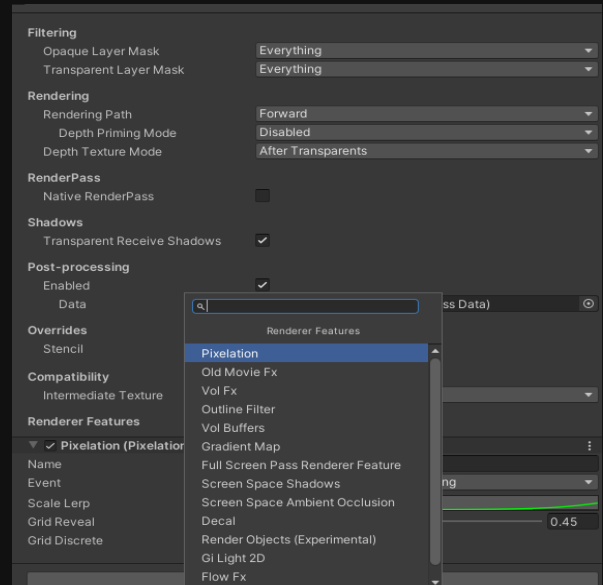 Filtering
Opaque Layer Mask Everything
Transparent Layer Mask Everything
Rendering
Rendering Path Forward
Depth Priming Mode Disabled
Depth Texture Mode After Transparents
RenderPass
Native RenderPass
Shadows
Transparent Receive Shadows
Post-processing
Enabled
Data ss Data)
Overrides
Stencil
Compatibility
Intermediate Texture
Renderer Features
Pixelation (Pixelation
Name
Event ng
Scale Lerp
Grid Reveal 0.45
Grid Discrete
Renderer Features
Pixelation
Old Movie Fx
Vol Fx
Outline Filter
Vol Buffers
Gradient Map
Full Screen Pass Renderer Feature
Screen Space Shadows
Screen Space Ambient Occlusion
Decal
Render Objects (Experimental)
Gi Light 2D
Flow Fx